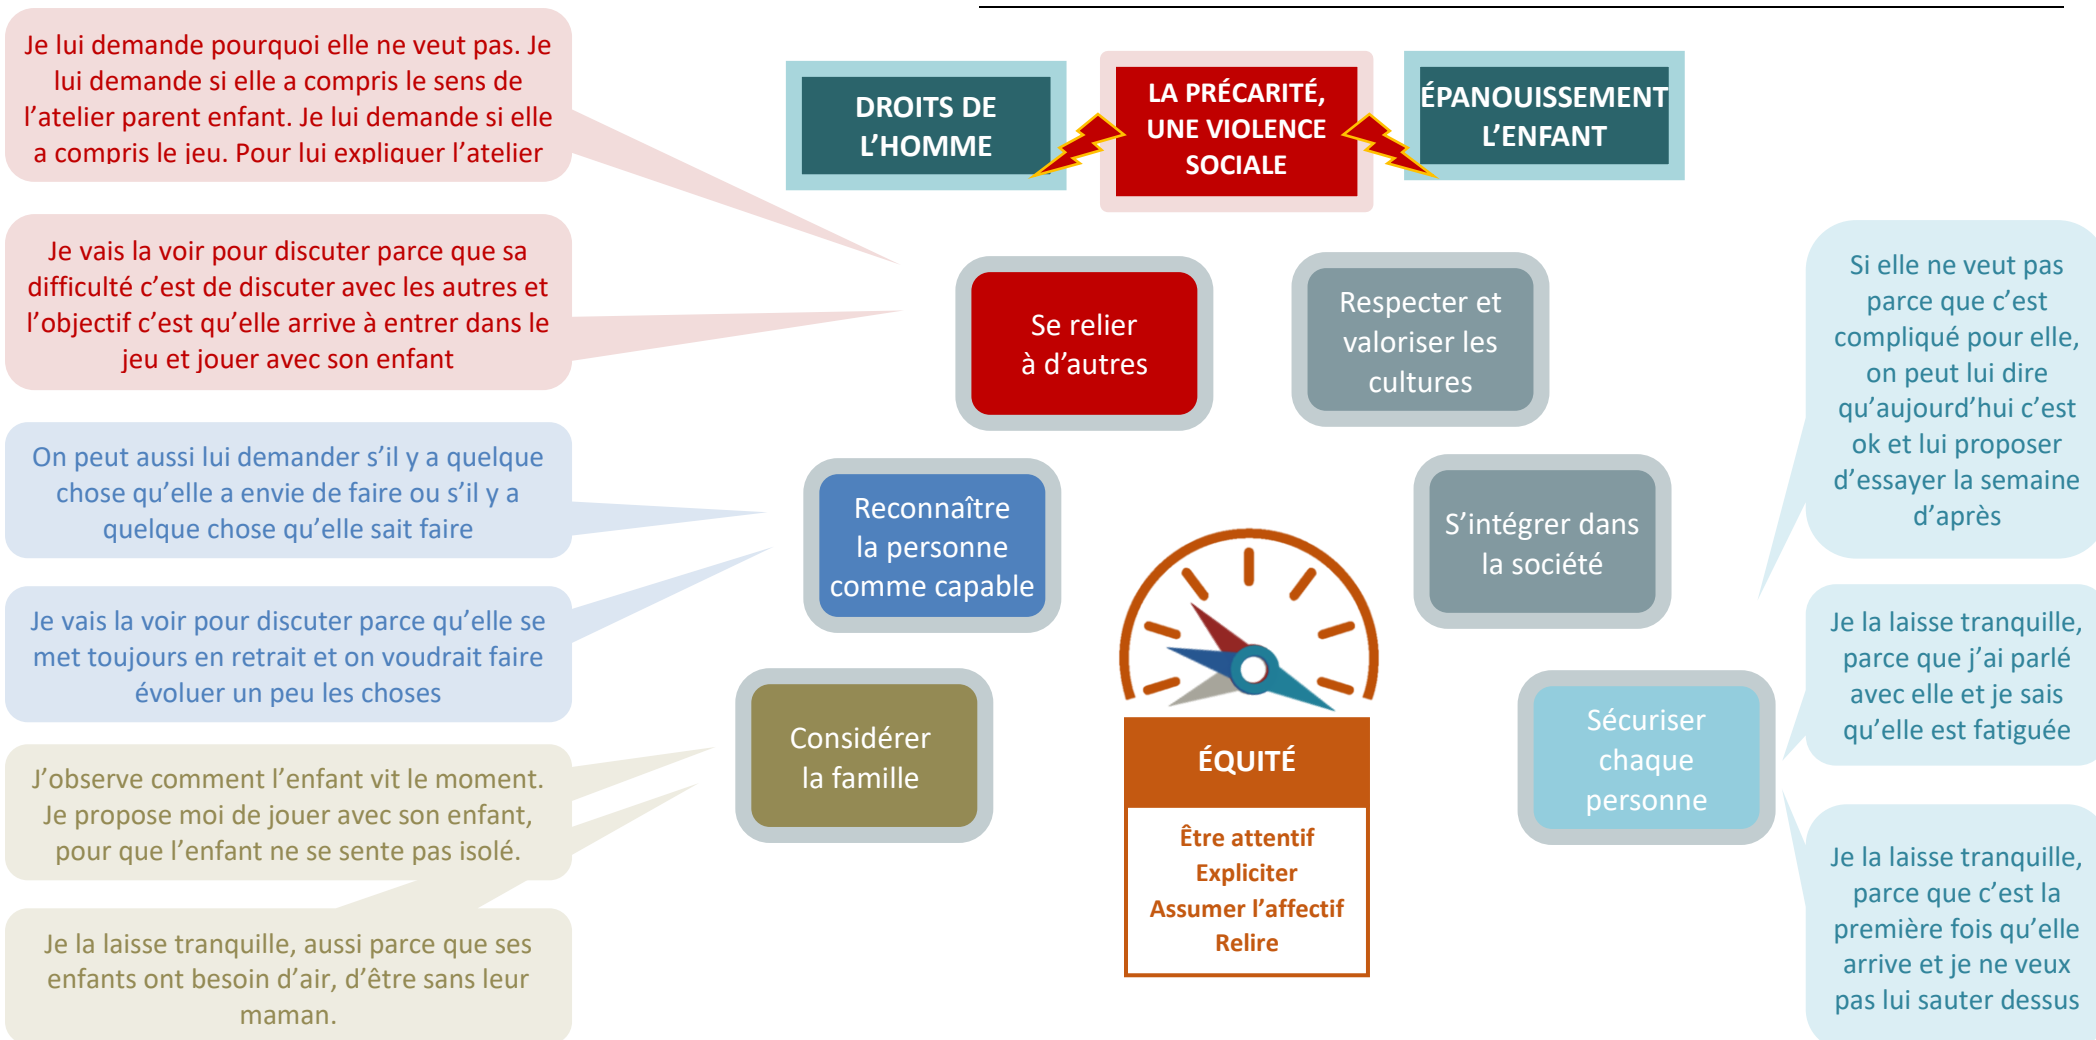 Je lui demande pourquoi elle ne veut pas. Je
lui demande si elle a compris le sens de
l’atelier parent enfant. Je lui demande si elle
a compris le jeu. Pour lui expliquer l’atelier
Je vais la voir pour discuter parce que sa
difficulté c’est de discuter avec les autres et
l’objectif c’est qu’elle arrive à entrer dans le
jeu et jouer avec son enfant
On peut aussi lui demander s’il y a quelque
chose qu’elle a envie de faire ou s’il y a
quelque chose qu’elle sait faire
Je vais la voir pour discuter parce qu’elle se
met toujours en retrait et on voudrait faire
évoluer un peu les choses
J’observe comment l’enfant vit le moment.
Je propose moi de jouer avec son enfant,
pour que l’enfant ne se sente pas isolé.
Je la laisse tranquille, aussi parce que ses
enfants ont besoin d’air, d’être sans leur
maman.
DROITS DE
L’HOMME
LA PRÉCARITÉ,
UNE VIOLENCE
SOCIALE
ÉPANOUISSEMENT
L’ENFANT
Se relier
à d’autres
Respecter et
valoriser les
cultures
Reconnaître
la personne
comme capable
S’intégrer dans
la société
Considérer
la famille
Sécuriser
chaque
personne
ÉQUITÉ
Être attentif
Expliciter
Assumer l’affectif
Relire
Si elle ne veut pas
parce que c’est
compliqué pour elle,
on peut lui dire
qu’aujourd’hui c’est
ok et lui proposer
d’essayer la semaine
d’après
Je la laisse tranquille,
parce que j’ai parlé
avec elle et je sais
qu’elle est fatiguée
Je la laisse tranquille,
parce que c’est la
première fois qu’elle
arrive et je ne veux
pas lui sauter dessus